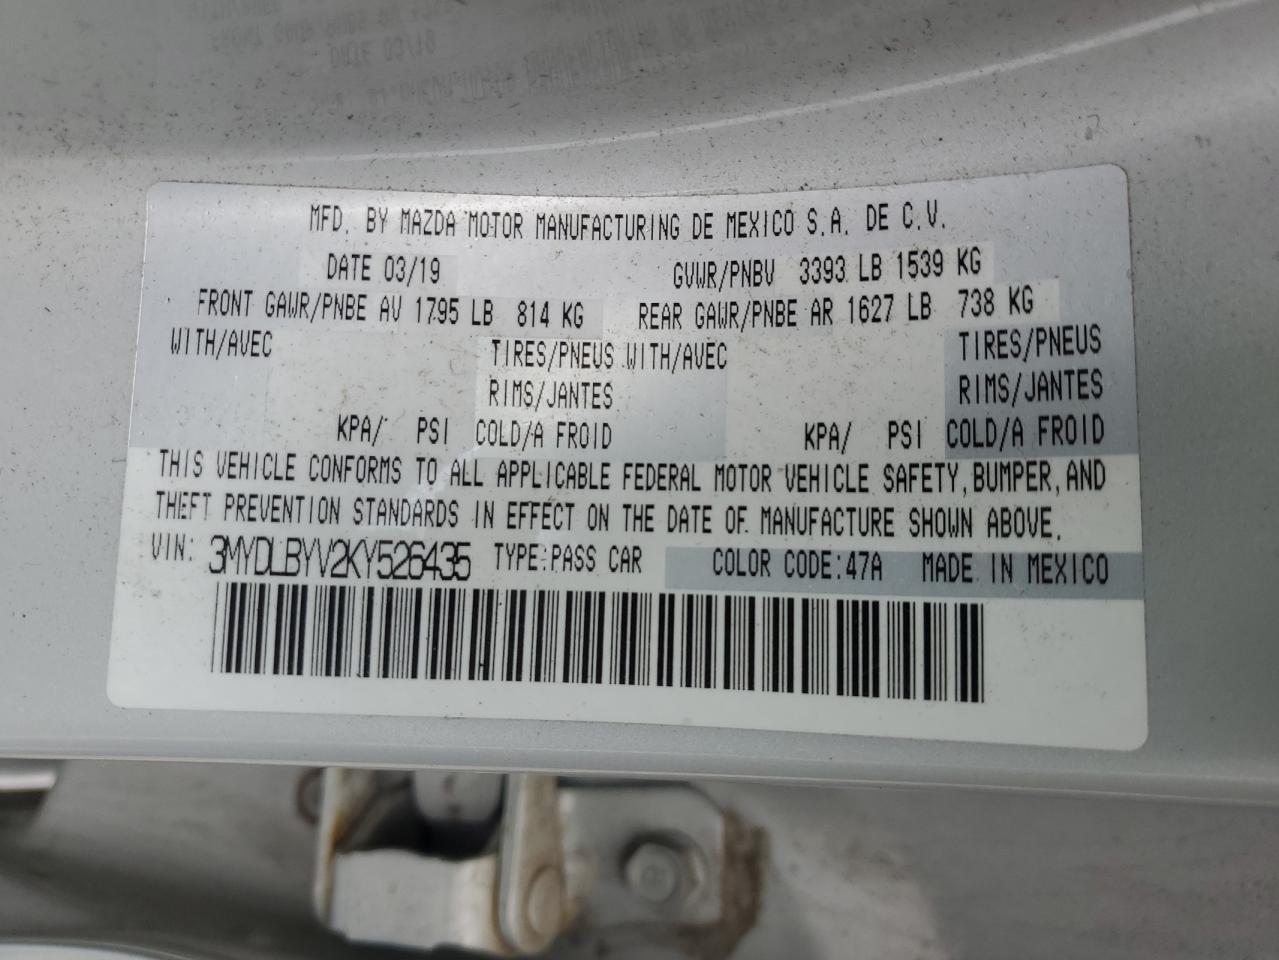 MFD. BY MAZDA MOTOR MANUFACTURING DE MEXICO S.A. DE C.V.
DATE 03/19 GVWR/PNBV 3393 LB 1539 KG
FRONT GAWR/PNBE AV 1795 LB 814 KG REAR GAWR/PNBE AR 1627 LB 738 KG
WITH/AVEC TIRES/PNEUS WITH/AVEC TIRES/PNEUS
RIMS/JANTES RIMS/JANTES
KPA/ PSI COLD/A FROID KPA/ PSI COLD/A FROID
THIS VEHICLE CONFORMS TO ALL APPLICABLE FEDERAL MOTOR VEHICLE SAFETY, BUMPER, AND
THEFT PREVENTION STANDARDS IN EFFECT ON THE DATE OF MANUFACTURE SHOWN ABOVE.
VIN: 3MYDLBYV2KY526435 TYPE:PASS CAR COLOR CODE:47A MADE IN MEXICO